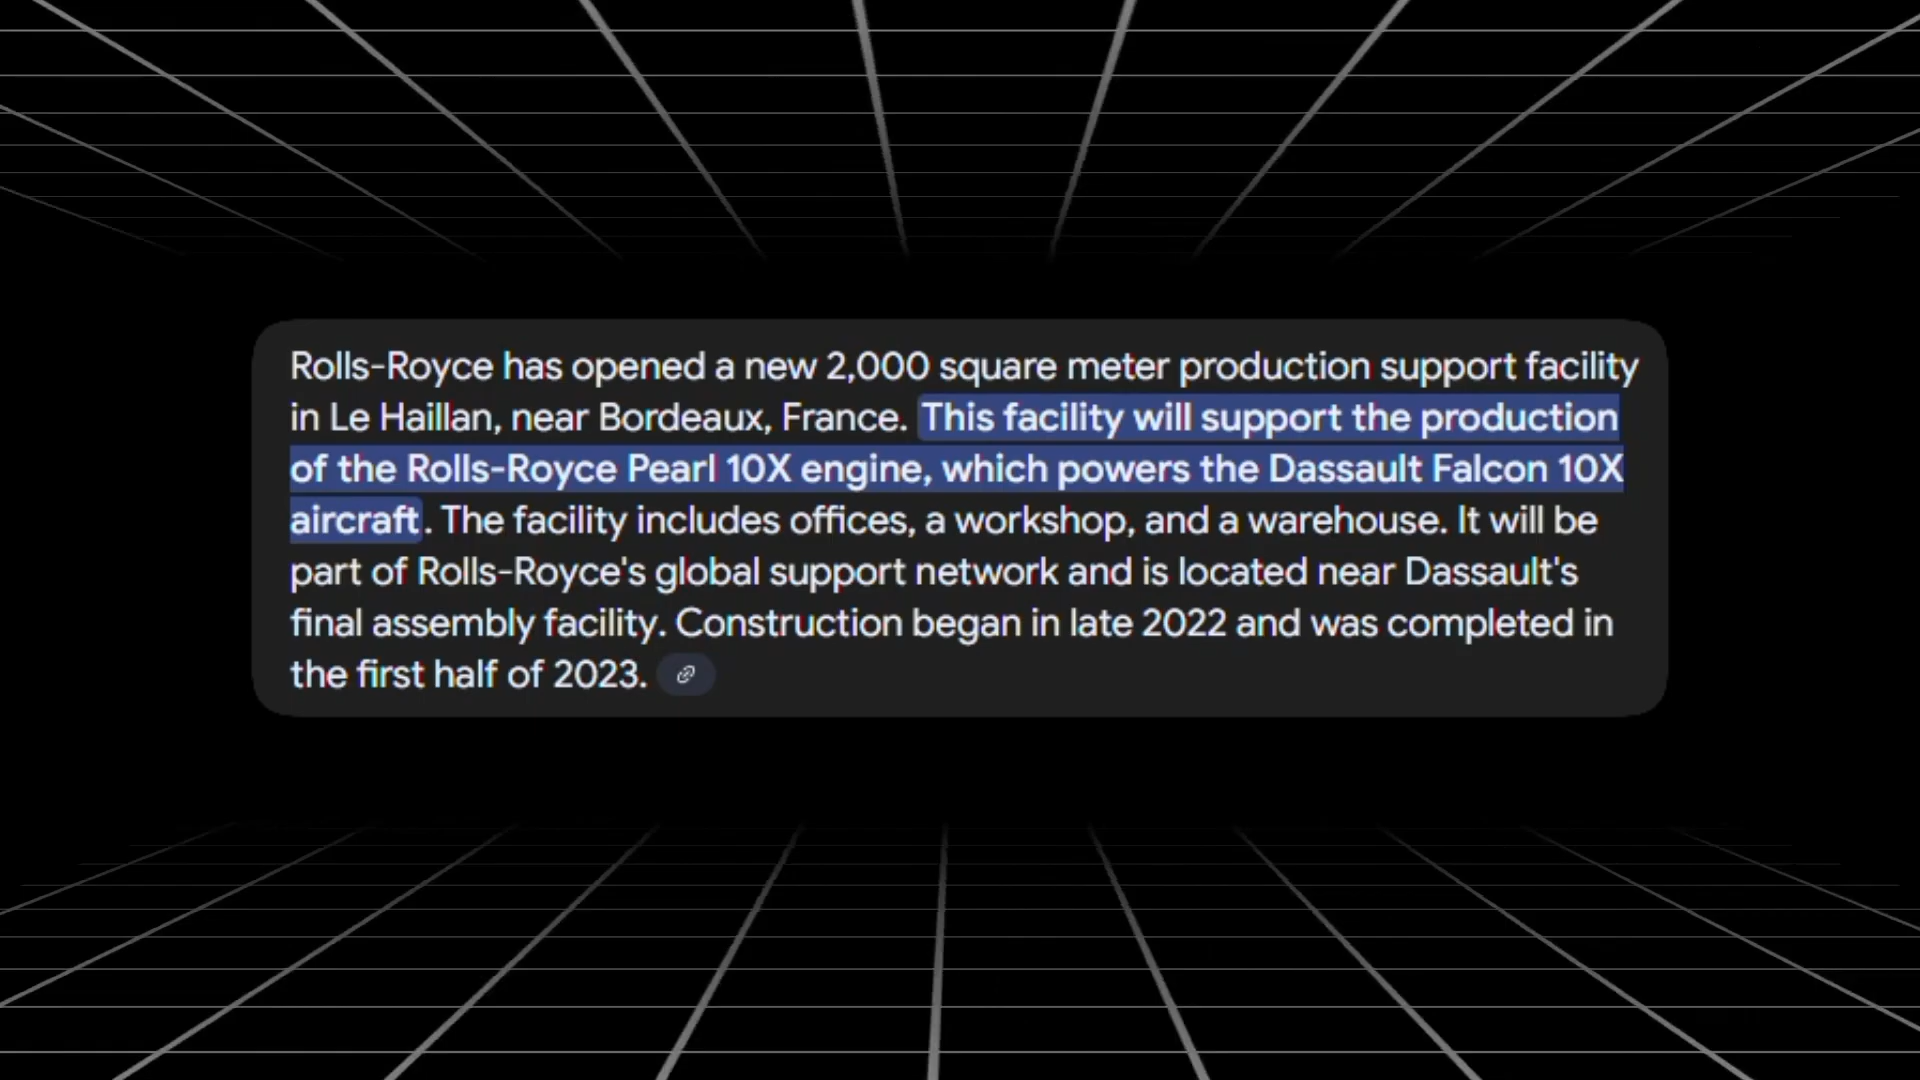 Rolls-Royce has opened a new 2,000 square meter production support facility
in Le Haillan, near Bordeaux, France. This facility will support the production
of the Rolls-Royce Pearl 10X engine, which powers the Dassault Falcon 10X
aircraft. The facility includes offices, a workshop, and a warehouse. It will be
part of Rolls-Royce's global support network and is located near Dassault's
final assembly facility. Construction began in late 2022 and was completed in
the first half of 2023.